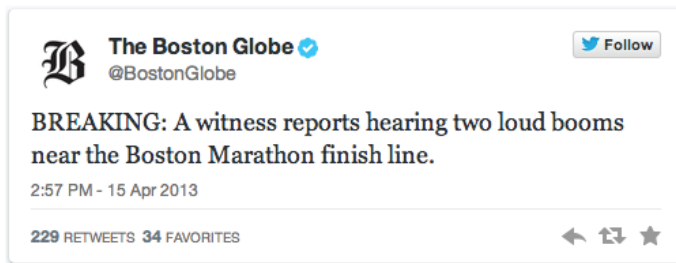 The Boston Globe
Follow
@BostonGlobe
BREAKING: A witness reports hearing two loud booms
near the Boston Marathon finish line.
2:57 PM - 15 Apr 2013
229 RETWEETS 34 FAVORITES